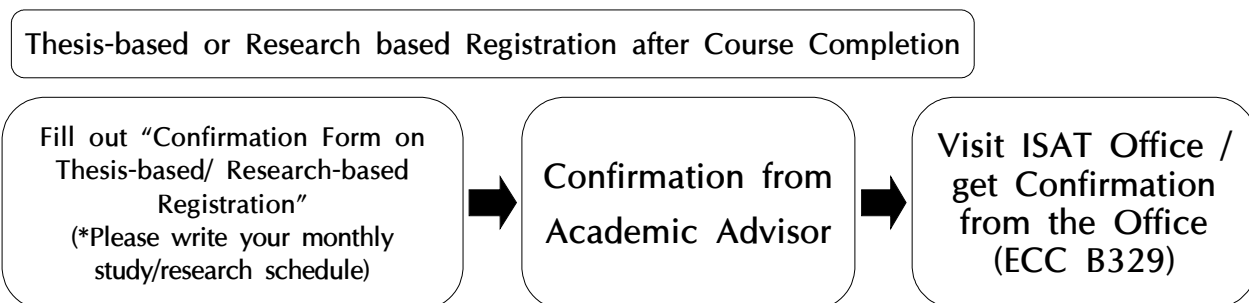 Thesis-based or Research based Registration after Course Completion
Fill out “Confirmation Form on
Thesis-based/ Research-based
Registration”
(*Please write your monthly
study/research schedule)
Confirmation from
Academic Advisor
Visit ISAT Office /
get Confirmation
from the Office
(ECC B329)